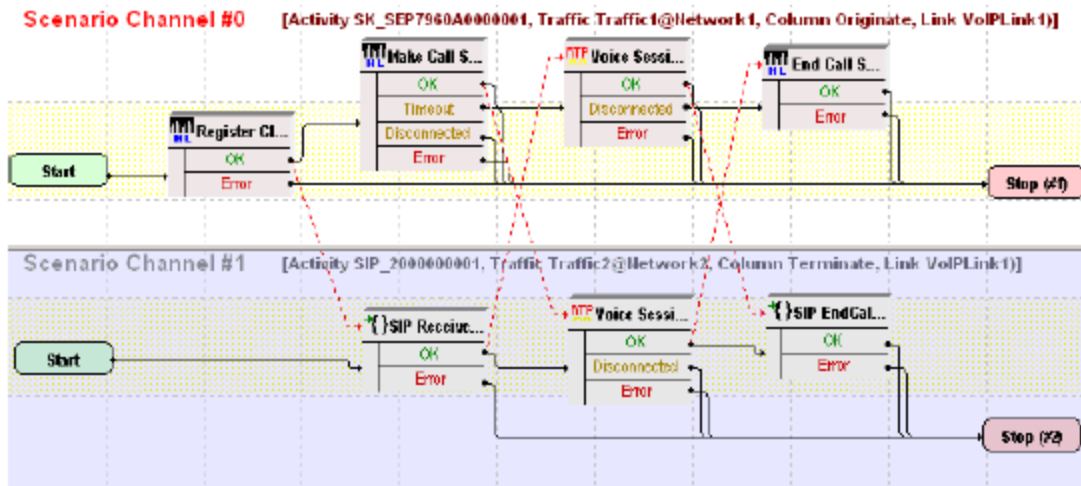 Scenario Channel #0 [Activity SK_SEP7960A0000001, Traffic Traffic1@Network1, Column Originate, Link VoIPLink1)]
Make Call S...
OK
Timeout
Disconnected
Error
Voice Sessi...
OK
Disconnected
Error
End Call S...
OK
Error
Register Cl...
OK
Error
Start
Stop (#1)
Scenario Channel #1 [Activity SIP_2000000001, Traffic Traffic2@Network2, Column Terminate, Link VoIPLink1)]
SIP Receive...
OK
Error
Voice Sessi...
OK
Disconnected
Error
SIP EndCal...
OK
Error
Start
Stop (#2)